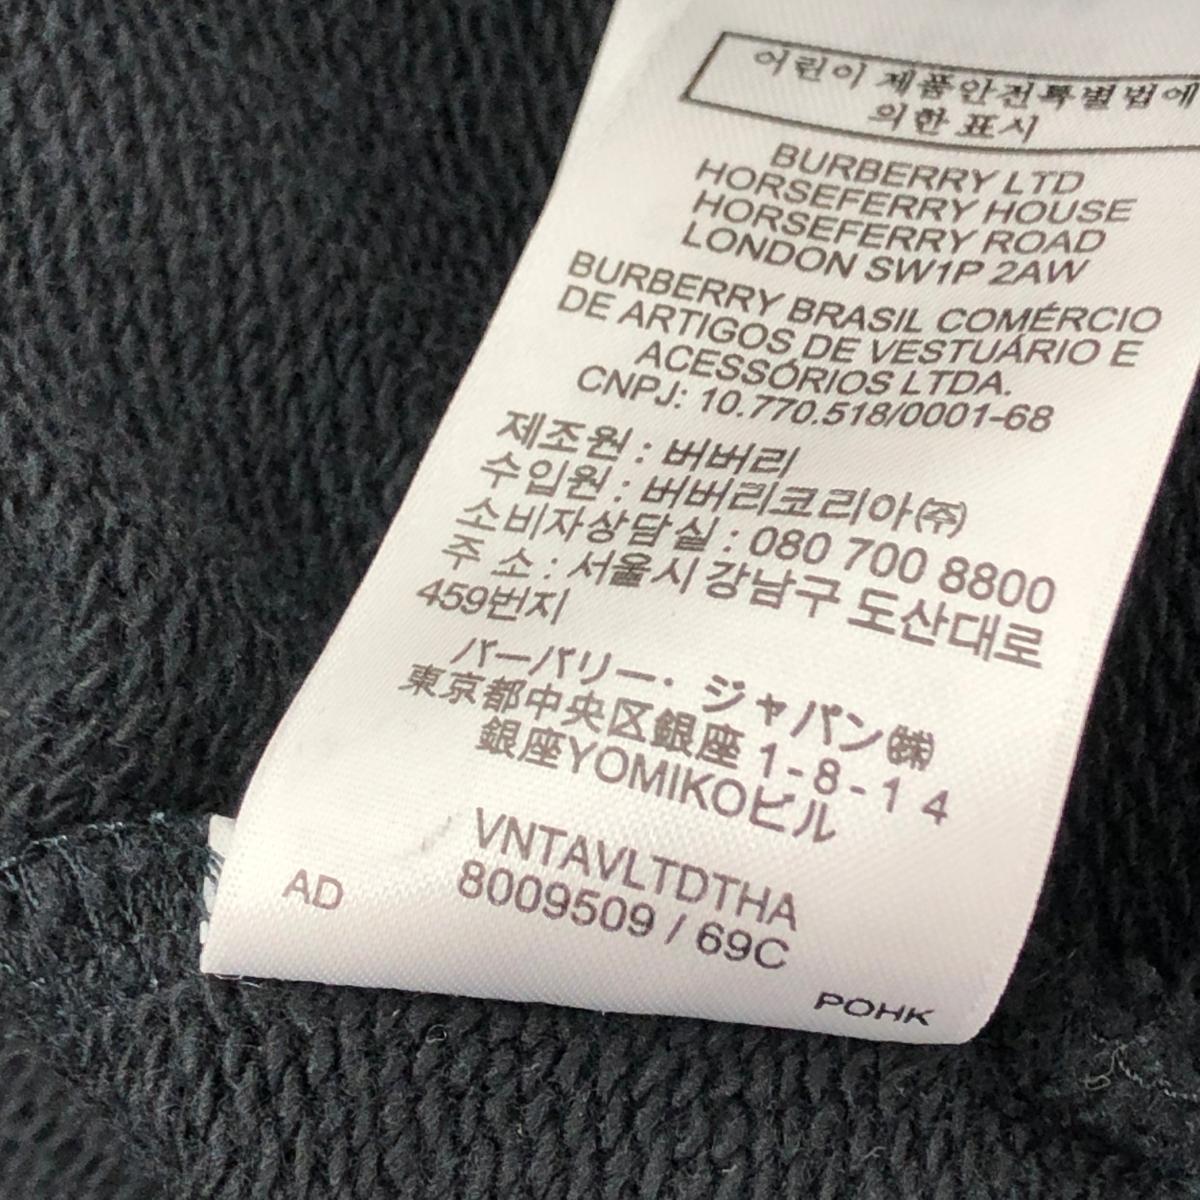 어린이 제품안전특별법에
의한 표시
BURBERRY LTD
HORSEFERRY HOUSE
HORSEFERRY ROAD
LONDON SW1P 2AW
BURBERRY BRASIL COMÉRCIO
DE ARTIGOS DE VESTUÁRIO E
ACESSÓRIOS LTDA.
CNPJ: 10.770.518/0001-68
제조원 : 버버리
수입원 : 버버리코리아㈜
소비자상담실 : 080 700 8800
주 소 : 서울시 강남구 도산대로
459번지
バーバリー・ジャパン㈱
東京都中央区銀座 1-8-14
銀座YOMIKOビル
VNTAVLTDTHA
8009509 / 69C
AD
POHK